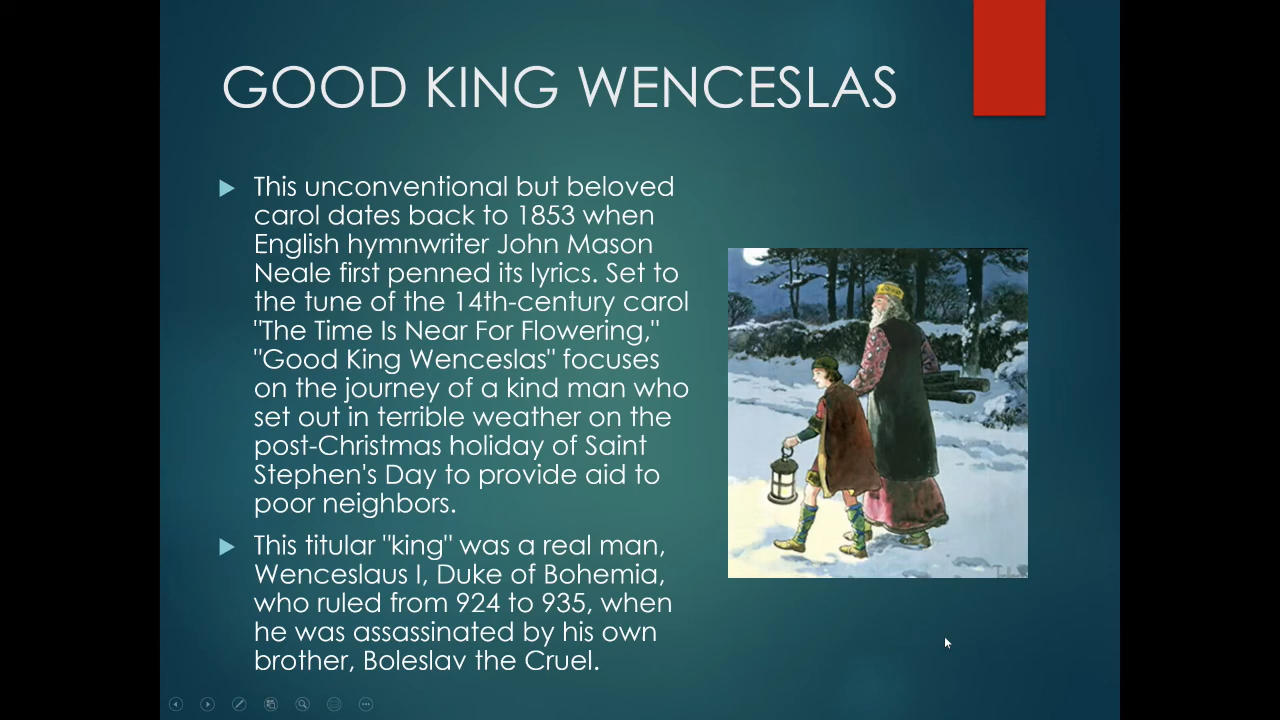 GOOD KING WENCESLAS
This unconventional but beloved
carol dates back to 1853 when
English hymnwriter John Mason
Neale first penned its lyrics. Set to
the tune of the 14th-century carol
"The Time Is Near For Flowering,"
"Good King Wenceslas" focuses
on the journey of a kind man who
set out in terrible weather on the
post-Christmas holiday of Saint
Stephen's Day to provide aid to
poor neighbors.
This titular "king" was a real man,
Wenceslaus I, Duke of Bohemia,
who ruled from 924 to 935, when
he was assassinated by his own
brother, Boleslav the Cruel.